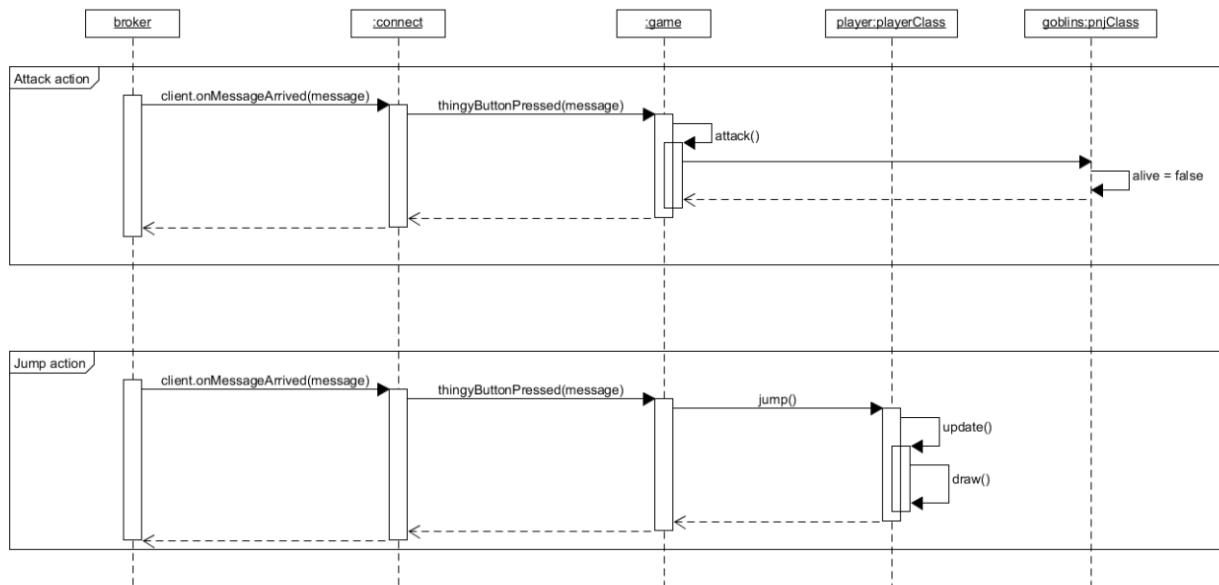 broker
:connect
:game
player:playerClass
goblins:pnjClass
Attack action
client.onMessageArrived(message)
thingyButtonPressed(message)
attack()
alive = false
Jump action
client.onMessageArrived(message)
thingyButtonPressed(message)
jump()
update()
draw()